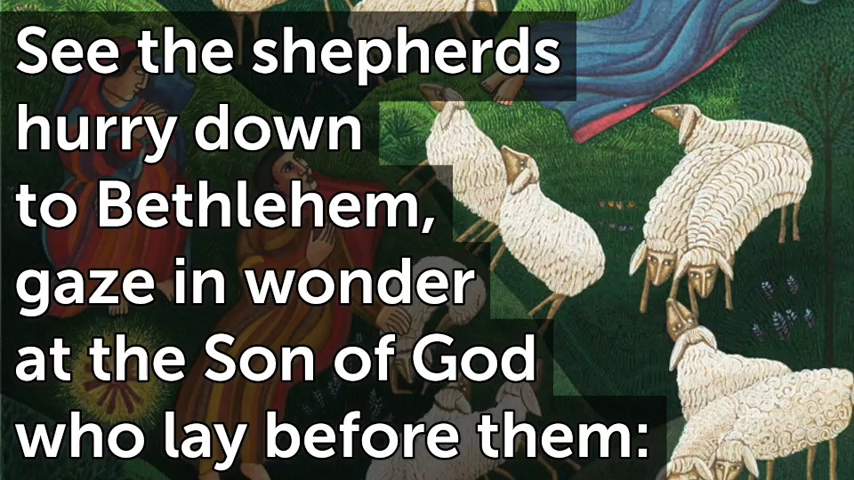 See the shepherds
hurry down
to Bethlehem,
gaze in wonder
at the Son of God
who lay before them: